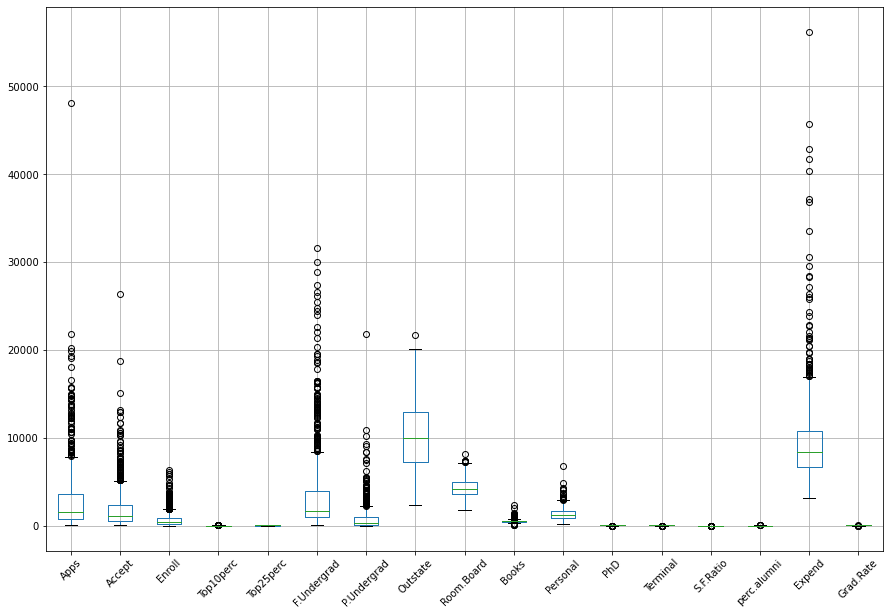 50000
40000
30000
20000
10000
0
Apps
Accept
Enroll
Top10perc
Top25perc
F.Undergrad
P.Undergrad
Outstate
Room.Board
Books
Personal
PhD
Terminal
S.F.Ratio
perc.alumni
Expend
Grad.Rate